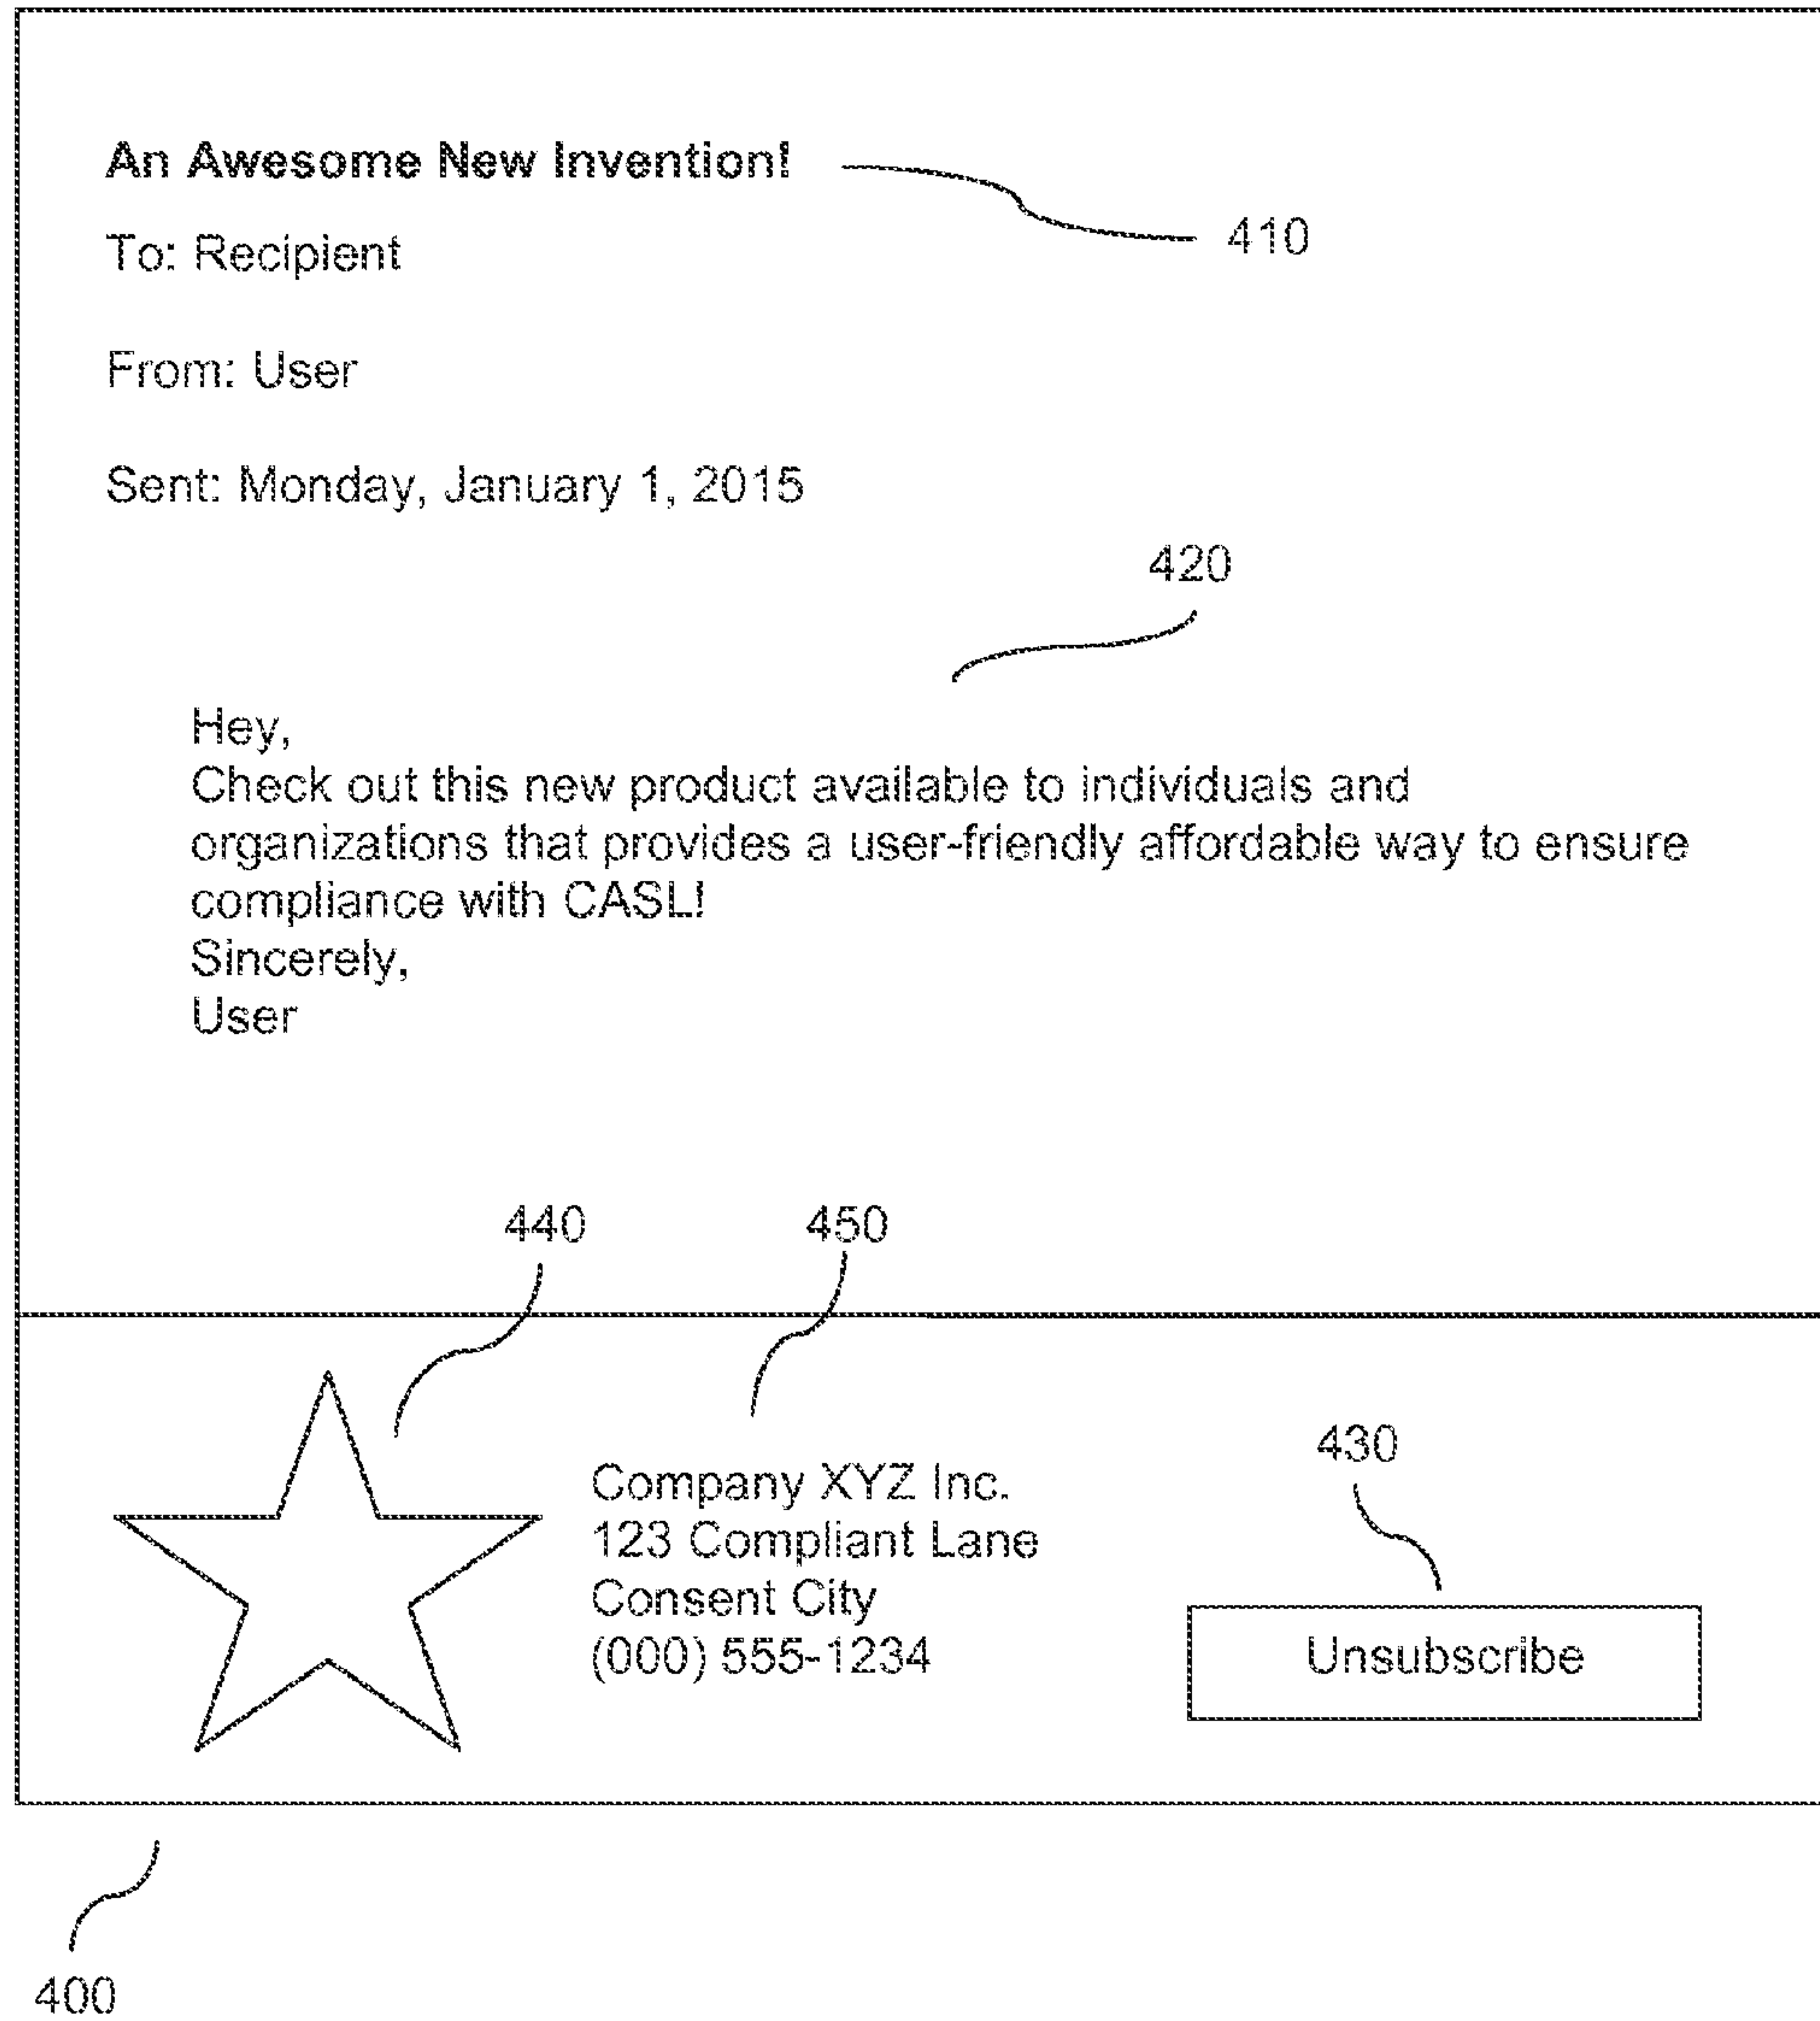 An Awesome New Invention!
410
To: Recipient
From: User
Sent: Monday, January 1, 2015
420
Hey,
Check out this new product available to individuals and
organizations that provides a user-friendly affordable way to ensure
compliance with CASL!
Sincerely,
User
440
450
430
Company XYZ Inc.
123 Compliant Lane
Consent City
(000) 555-1234
Unsubscribe
400